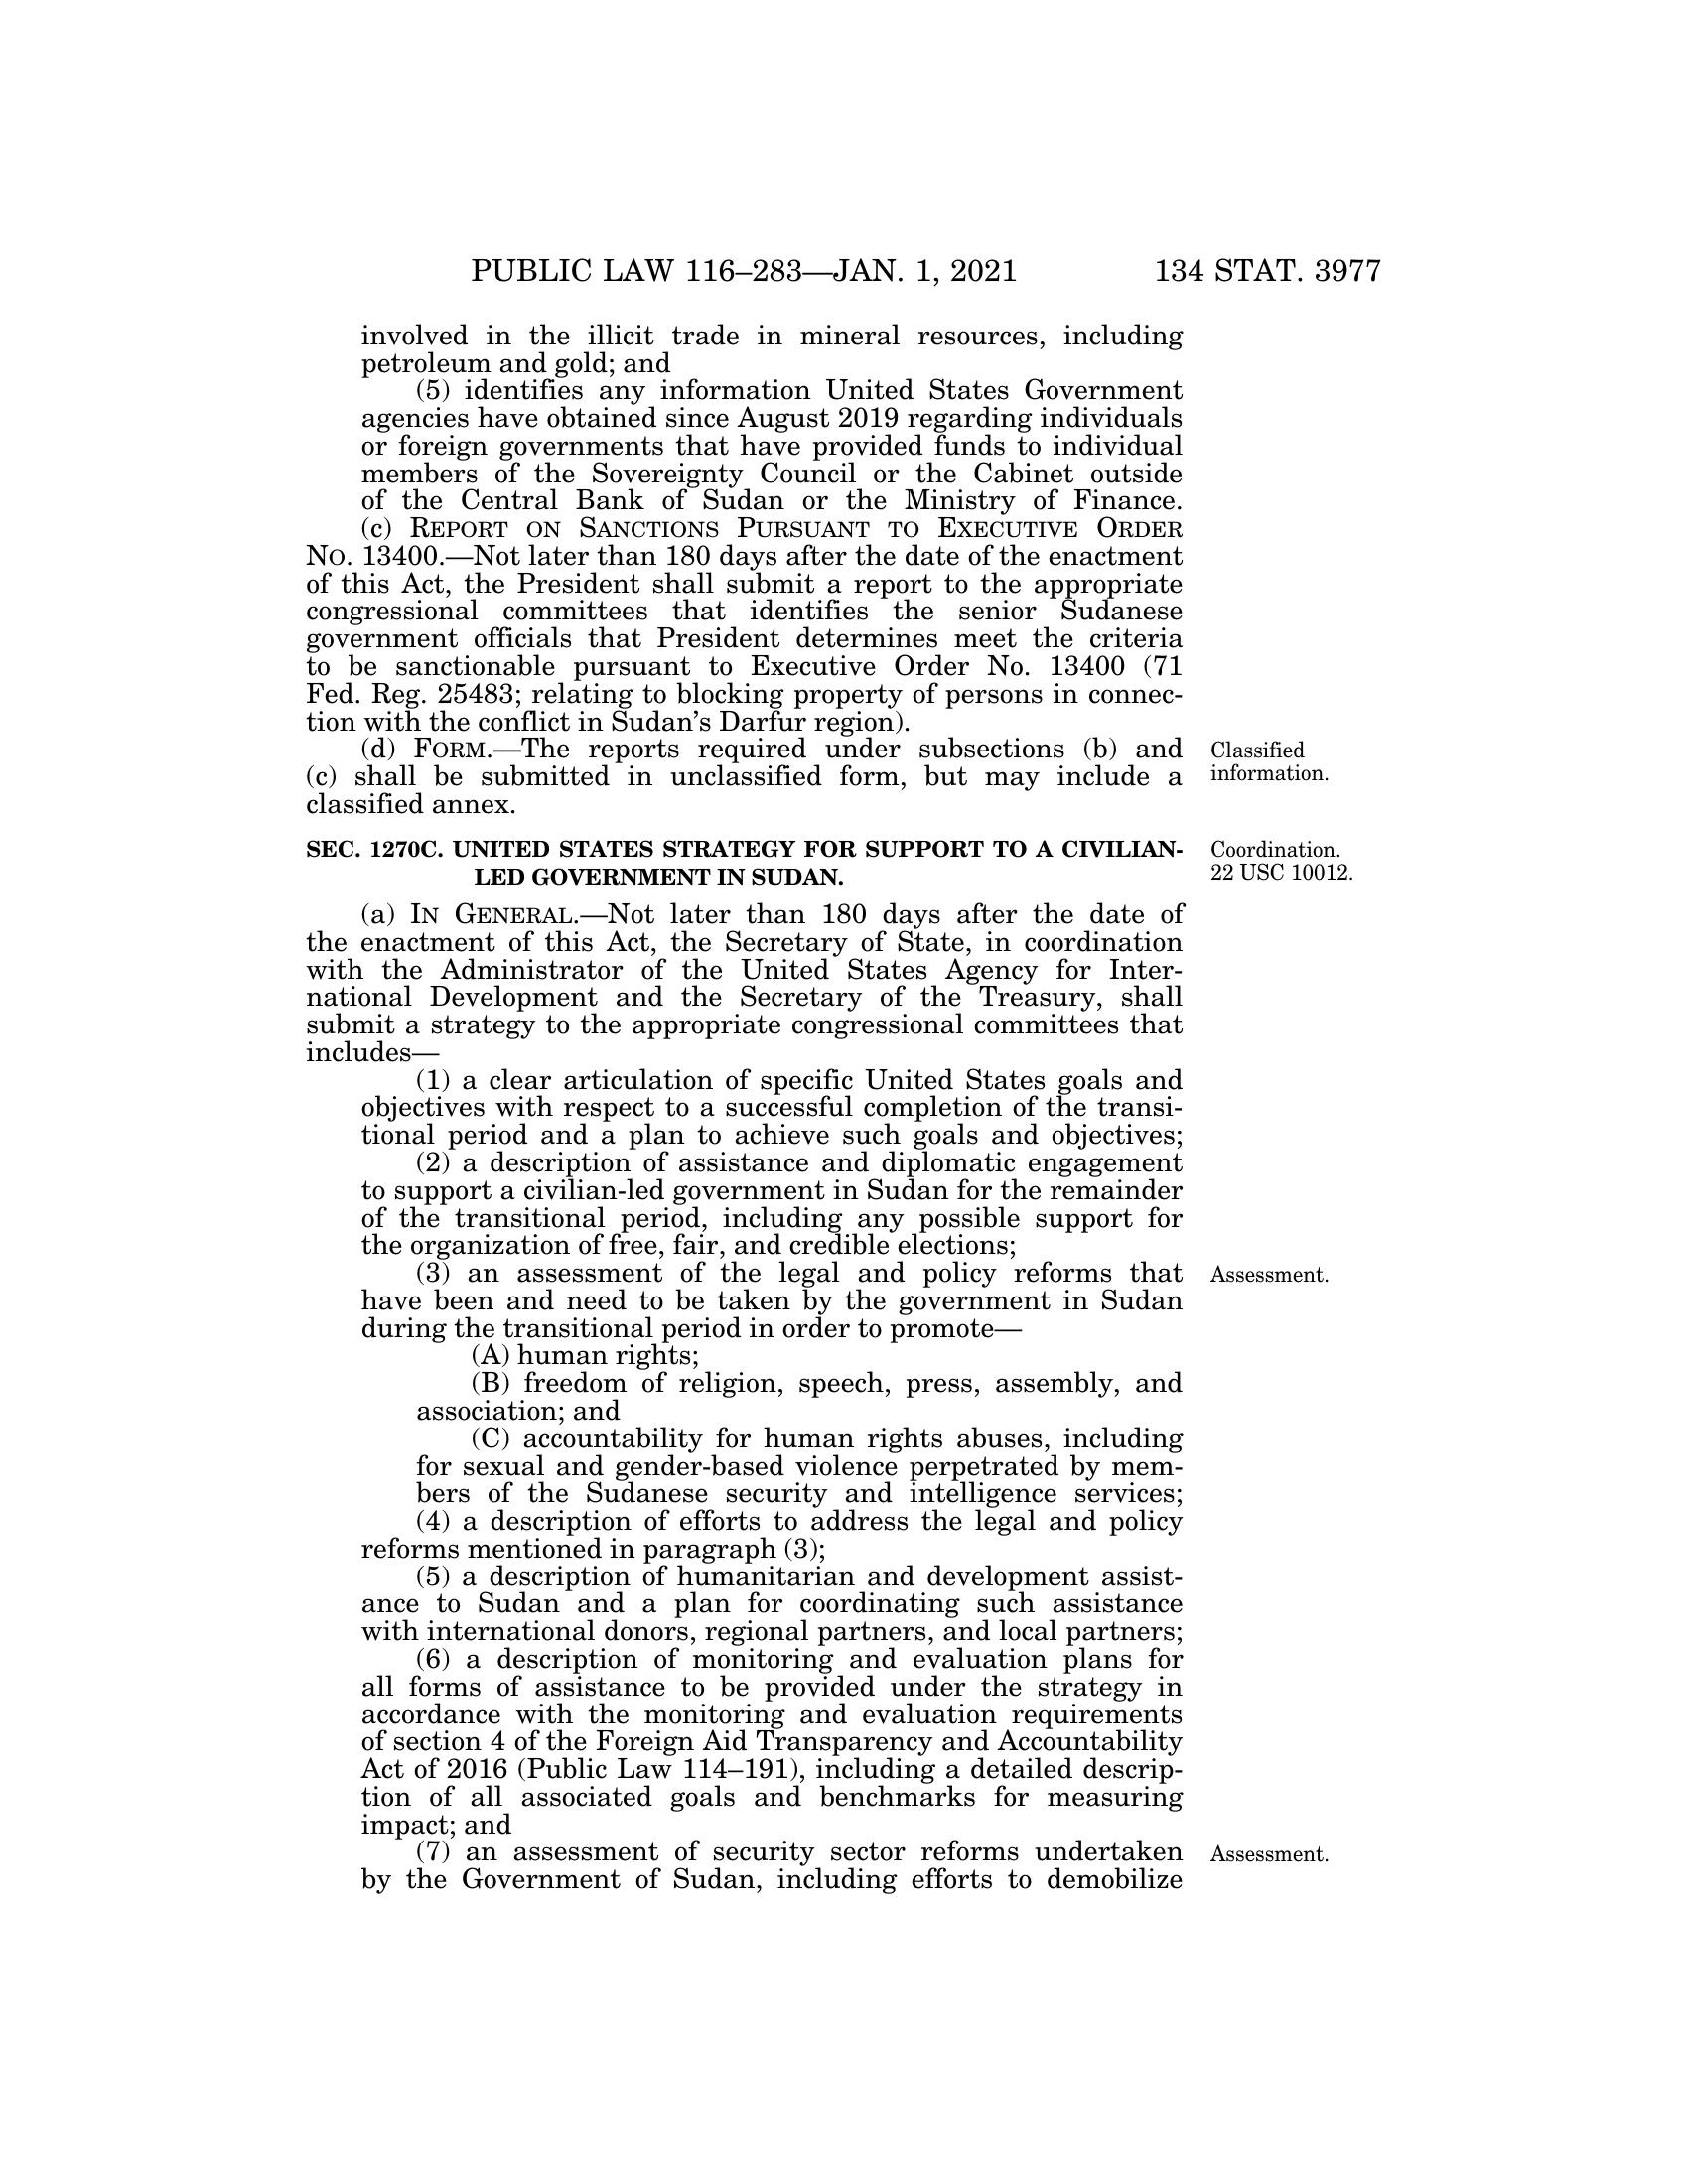 PUBLIC LAW 116–283—JAN. 1, 2021 134 STAT. 3977
involved in the illicit trade in mineral resources, including
petroleum and gold; and
(5) identifies any information United States Government
agencies have obtained since August 2019 regarding individuals
or foreign governments that have provided funds to individual
members of the Sovereignty Council or the Cabinet outside
of the Central Bank of Sudan or the Ministry of Finance.
(c) REPORT ON SANCTIONS PURSUANT TO EXECUTIVE ORDER
NO. 13400.—Not later than 180 days after the date of the enactment
of this Act, the President shall submit a report to the appropriate
congressional committees that identifies the senior Sudanese
government officials that President determines meet the criteria
to be sanctionable pursuant to Executive Order No. 13400 (71
Fed. Reg. 25483; relating to blocking property of persons in connec-
tion with the conflict in Sudan’s Darfur region).
(d) FORM.—The reports required under subsections (b) and
(c) shall be submitted in unclassified form, but may include a
classified annex.
Classified
information.
SEC. 1270C. UNITED STATES STRATEGY FOR SUPPORT TO A CIVILIAN-
LED GOVERNMENT IN SUDAN.
Coordination.
22 USC 10012.
(a) IN GENERAL.—Not later than 180 days after the date of
the enactment of this Act, the Secretary of State, in coordination
with the Administrator of the United States Agency for Inter-
national Development and the Secretary of the Treasury, shall
submit a strategy to the appropriate congressional committees that
includes—
(1) a clear articulation of specific United States goals and
objectives with respect to a successful completion of the transi-
tional period and a plan to achieve such goals and objectives;
(2) a description of assistance and diplomatic engagement
to support a civilian-led government in Sudan for the remainder
of the transitional period, including any possible support for
the organization of free, fair, and credible elections;
(3) an assessment of the legal and policy reforms that
have been and need to be taken by the government in Sudan
during the transitional period in order to promote—
Assessment.
(A) human rights;
(B) freedom of religion, speech, press, assembly, and
association; and
(C) accountability for human rights abuses, including
for sexual and gender-based violence perpetrated by mem-
bers of the Sudanese security and intelligence services;
(4) a description of efforts to address the legal and policy
reforms mentioned in paragraph (3);
(5) a description of humanitarian and development assist-
ance to Sudan and a plan for coordinating such assistance
with international donors, regional partners, and local partners;
(6) a description of monitoring and evaluation plans for
all forms of assistance to be provided under the strategy in
accordance with the monitoring and evaluation requirements
of section 4 of the Foreign Aid Transparency and Accountability
Act of 2016 (Public Law 114–191), including a detailed descrip-
tion of all associated goals and benchmarks for measuring
impact; and
(7) an assessment of security sector reforms undertaken
by the Government of Sudan, including efforts to demobilize
Assessment.